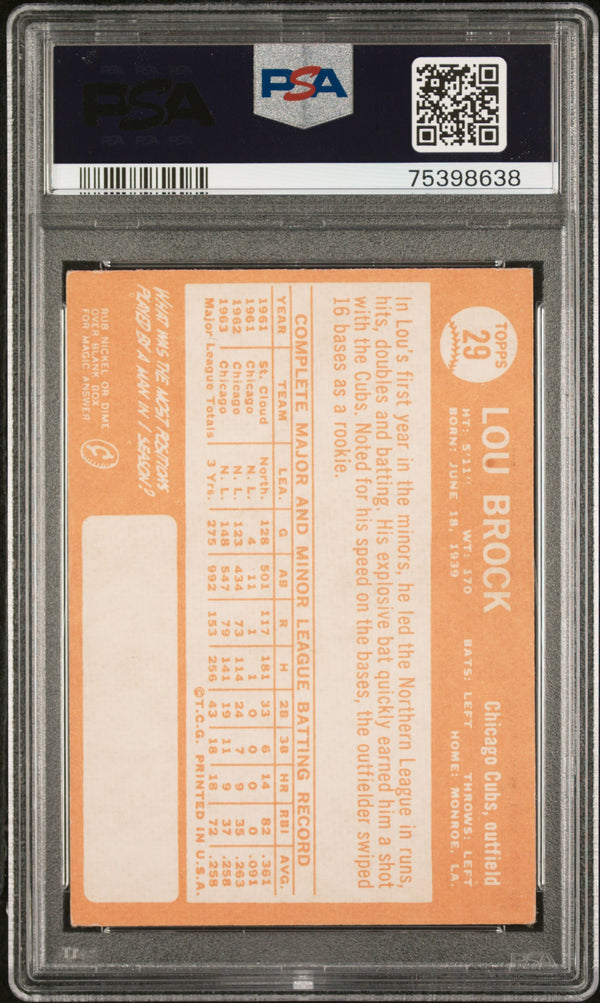 PSA
PSA
75398638
TOPPS
29
LOU BROCK
Chicago Cubs, outfield
HT: 5'11" WT: 170 BATS: LEFT THROWS: LEFT
BORN: JUNE 18, 1939 HOME: MONROE, LA.
In Lou's first year in the minors, he led the Northern League in runs,
hits, doubles and batting. His explosive bat quickly earned him a shot
with the Cubs. Noted for his speed on the bases, the outfielder swiped
16 bases as a rookie.
COMPLETE MAJOR AND MINOR LEAGUE BATTING RECORD
YEAR TEAM LEA. G AB R H 2B 3B HR RBI AVG.
1961 St. Cloud North. 128 501 117 181 33 6 14 82 .361
1961 Chicago N. L. 4 11 1 1 0 0 0 0 .091
1962 Chicago N. L. 123 434 73 114 24 7 9 35 .263
1963 Chicago N. L. 148 547 79 141 19 11 9 37 .258
Major League Totals 3 Yrs. 275 992 153 256 43 18 18 72 .258
©T.C.G. PRINTED IN U.S.A.
WHAT WAS THE MOST POSITIONS
PLAYED BY A MAN IN 1 SEASON?
RUB NICKEL OR DIME
OVER BLANK BOX
FOR MAGIC ANSWER
PSA